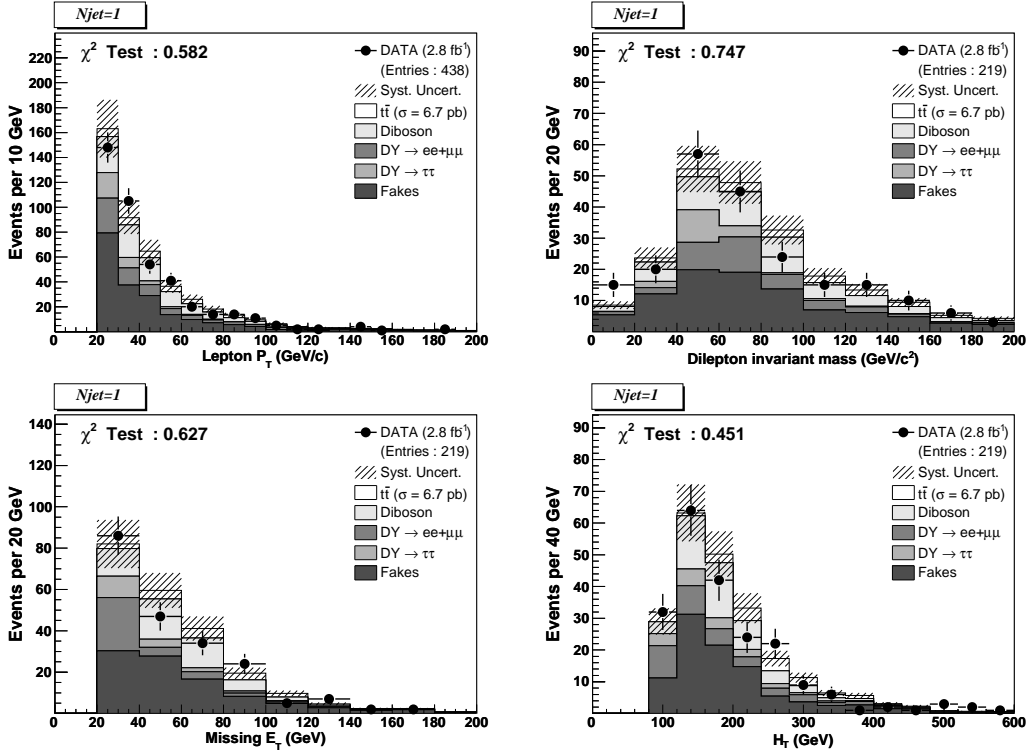 Njet=1
χ² Test : 0.582
DATA (2.8 fb⁻¹)
(Entries : 438)
Syst. Uncert.
tt̄ (σ = 6.7 pb)
Diboson
DY → ee+μμ
DY → ττ
Fakes
Events per 10 GeV
220
200
180
160
140
120
100
80
60
40
20
0 20 40 60 80 100 120 140 160 180 200
Lepton P_T (GeV/c)
Njet=1
χ² Test : 0.747
DATA (2.8 fb⁻¹)
(Entries : 219)
Syst. Uncert.
tt̄ (σ = 6.7 pb)
Diboson
DY → ee+μμ
DY → ττ
Fakes
Events per 20 GeV
90
80
70
60
50
40
30
20
10
0 20 40 60 80 100 120 140 160 180 200
Dilepton invariant mass (GeV/c²)
Njet=1
χ² Test : 0.627
DATA (2.8 fb⁻¹)
(Entries : 219)
Syst. Uncert.
tt̄ (σ = 6.7 pb)
Diboson
DY → ee+μμ
DY → ττ
Fakes
Events per 20 GeV
140
120
100
80
60
40
20
0 20 40 60 80 100 120 140 160 180 200
Missing E_T (GeV)
Njet=1
χ² Test : 0.451
DATA (2.8 fb⁻¹)
(Entries : 219)
Syst. Uncert.
tt̄ (σ = 6.7 pb)
Diboson
DY → ee+μμ
DY → ττ
Fakes
Events per 40 GeV
90
80
70
60
50
40
30
20
10
0 100 200 300 400 500 600
H_T (GeV)